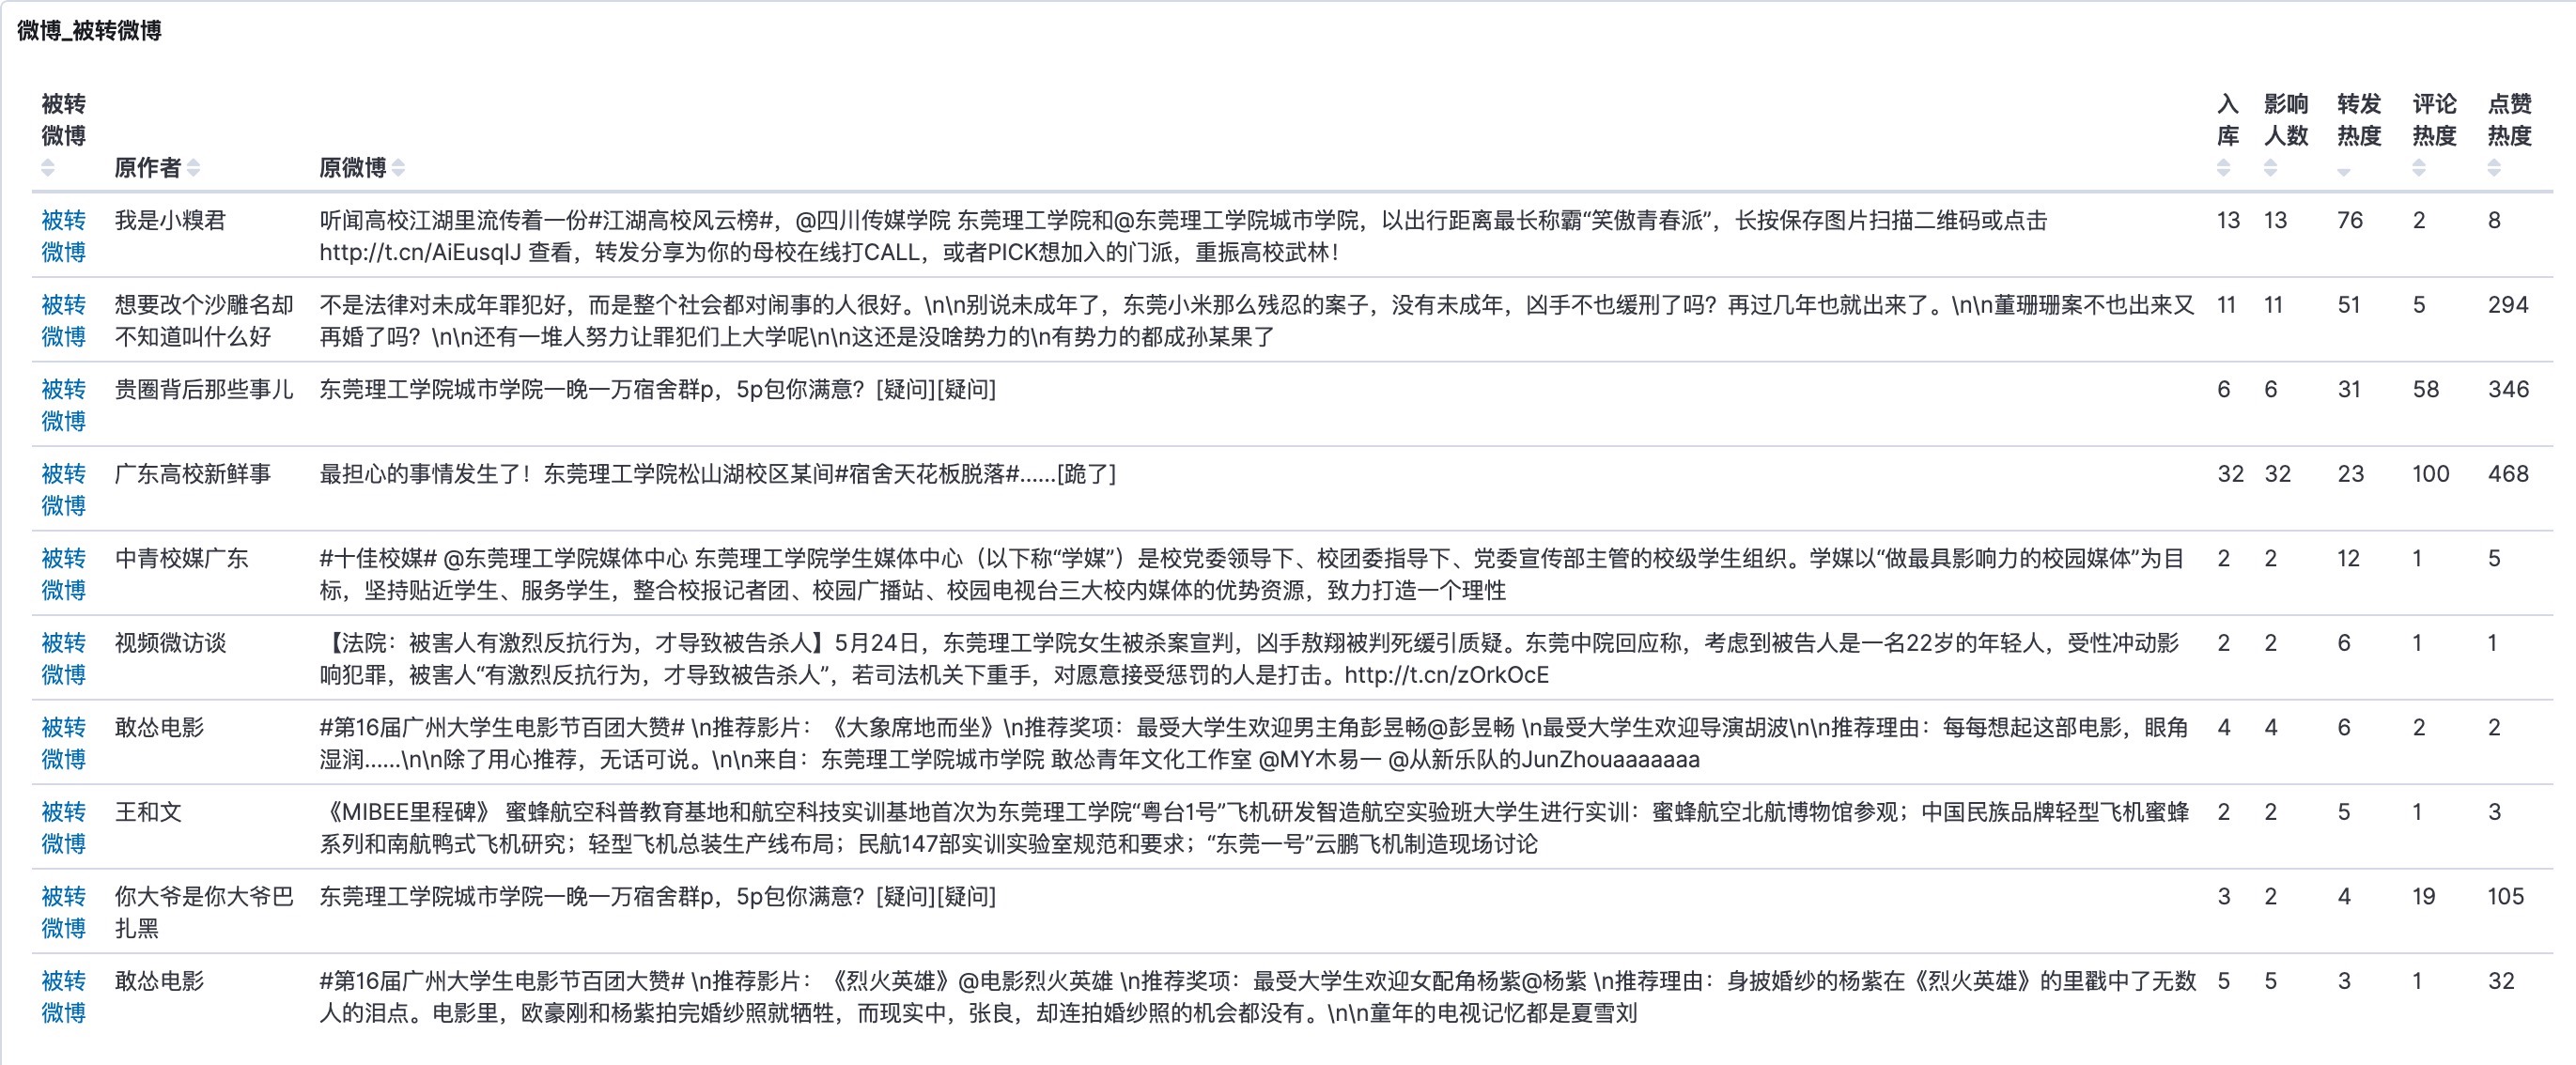 微博_被转微博
被转
微博
原作者
原微博
入
库
影响
人数
转发
热度
评论
热度
点赞
热度
被转
微博
我是小糗君
听闻高校江湖里流传着一份#江湖高校风云榜#，@四川传媒学院 东莞理工学院和@东莞理工学院城市学院，以出行距离最长称霸“笑傲青春派”，长按保存图片扫描二维码或点击
http://t.cn/AiEusqIJ 查看，转发分享为你的母校在线打CALL，或者PICK想加入的门派，重振高校武林！
13
13
76
2
8
被转
微博
想要改个沙雕名却
不知道叫什么好
不是法律对未成年罪犯好，而是整个社会都对闹事的人很好。\n\n别说未成年了，东莞小米那么残忍的案子，没有未成年，凶手不也缓刑了吗？再过几年也就出来了。\n\n董珊珊案不也出来又
再婚了吗？\n\n还有一堆人努力让罪犯们上大学呢\n\n这还是没啥势力的\n有势力的都成孙某果了
11
11
51
5
294
被转
微博
贵圈背后那些事儿
东莞理工学院城市学院一晚一万宿舍群p，5p包你满意？[疑问][疑问]
6
6
31
58
346
被转
微博
广东高校新鲜事
最担心的事情发生了！东莞理工学院松山湖校区某间#宿舍天花板脱落#......[跪了]
32
32
23
100
468
被转
微博
中青校媒广东
#十佳校媒# @东莞理工学院媒体中心 东莞理工学院学生媒体中心（以下称“学媒”）是校党委领导下、校团委指导下、党委宣传部主管的校级学生组织。学媒以“做最具影响力的校园媒体”为目
标，坚持贴近学生、服务学生，整合校报记者团、校园广播站、校园电视台三大校内媒体的优势资源，致力打造一个理性
2
2
12
1
5
被转
微博
视频微访谈
【法院：被害人有激烈反抗行为，才导致被告杀人】5月24日，东莞理工学院女生被杀案宣判，凶手敖翔被判死缓引质疑。东莞中院回应称，考虑到被告人是一名22岁的年轻人，受性冲动影
响犯罪，被害人“有激烈反抗行为，才导致被告杀人”，若司法机关下重手，对愿意接受惩罚的人是打击。http://t.cn/zOrkOcE
2
2
6
1
1
被转
微博
敢怂电影
#第16届广州大学生电影节百团大赞# \n推荐影片：《大象席地而坐》\n推荐奖项：最受大学生欢迎男主角彭昱畅@彭昱畅 \n最受大学生欢迎导演胡波\n\n推荐理由：每每想起这部电影，眼角
湿润......\n\n除了用心推荐，无话可说。\n\n来自：东莞理工学院城市学院 敢怂青年文化工作室 @MY木易一 @从新乐队的JunZhouaaaaaaa
4
4
6
2
2
被转
微博
王和文
《MIBEE里程碑》 蜜蜂航空科普教育基地和航空科技实训基地首次为东莞理工学院“粤台1号”飞机研发智造航空实验班大学生进行实训：蜜蜂航空北航博物馆参观；中国民族品牌轻型飞机蜜蜂
系列和南航鸭式飞机研究；轻型飞机总装生产线布局；民航147部实训实验室规范和要求；“东莞一号”云鹏飞机制造现场讨论
2
2
5
1
3
被转
微博
你大爷是你大爷巴
扎黑
东莞理工学院城市学院一晚一万宿舍群p，5p包你满意？[疑问][疑问]
3
2
4
19
105
被转
微博
敢怂电影
#第16届广州大学生电影节百团大赞# \n推荐影片：《烈火英雄》@电影烈火英雄 \n推荐奖项：最受大学生欢迎女配角杨紫@杨紫 \n推荐理由：身披婚纱的杨紫在《烈火英雄》的里戳中了无数
人的泪点。电影里，欧豪刚和杨紫拍完婚纱照就牺牲，而现实中，张良，却连拍婚纱照的机会都没有。\n\n童年的电视记忆都是夏雪刘
5
5
3
1
32